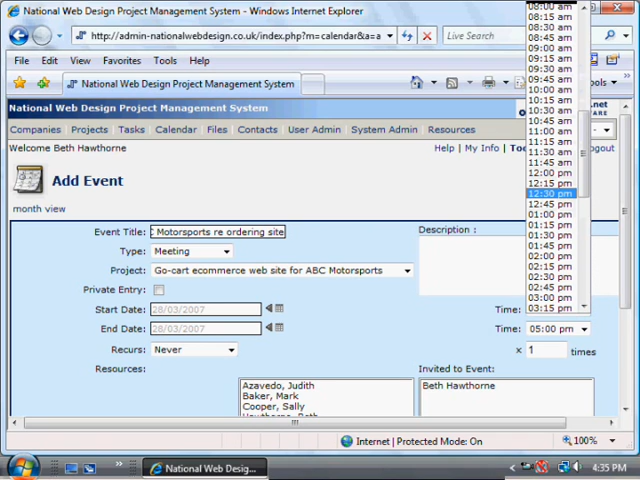 National Web Design Project Management System - Windows Internet Explorer
http://admin-nationalwebdesign.co.uk/index.php?m=calendar&a=a
Live Search
File Edit View Favorites Tools Help
National Web Design Project Management System
National Web Design Project Management System
Companies Projects Tasks Calendar Files Contacts User Admin System Admin Resources
Welcome Beth Hawthorne
Help | My Info |
Add Event
month view
Event Title: Motorsports re ordering site
Description :
Type: Meeting
Project: Go-cart ecommerce web site for ABC Motorsports
Private Entry:
Start Date: 28/03/2007
Time:
End Date: 28/03/2007
Time: 05:00 pm
Recurs: Never
x 1 times
Resources:
Invited to Event:
Azavedo, Judith
Baker, Mark
Cooper, Sally
Beth Hawthorne
08:00 am
08:15 am
08:30 am
08:45 am
09:00 am
09:15 am
09:30 am
09:45 am
10:00 am
10:15 am
10:30 am
10:45 am
11:00 am
11:15 am
11:30 am
11:45 am
12:00 pm
12:15 pm
12:30 pm
12:45 pm
01:00 pm
01:15 pm
01:30 pm
01:45 pm
02:00 pm
02:15 pm
02:30 pm
02:45 pm
03:00 pm
03:15 pm
Internet | Protected Mode: On
100%
National Web Desig...
4:35 PM